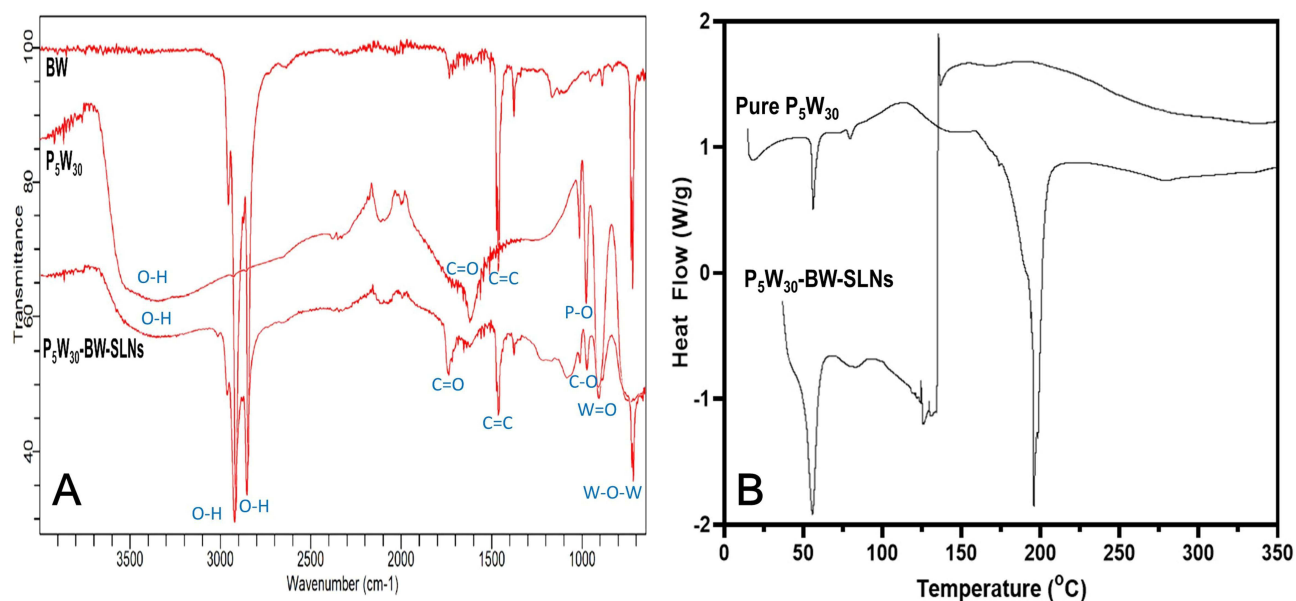 100
80
60
40
Transmittance
BW
P5W30
P5W30-BW-SLNs
O-H
O-H
O-H
O-H
C=O
C=C
P-O
C=O
C=C
C-O
W=O
W-O-W
A
3500
3000
2500
2000
1500
1000
Wavenumber (cm-1)
2
1
0
-1
-2
Heat Flow (W/g)
Pure P5W30
P5W30-BW-SLNs
B
0
50
100
150
200
250
300
350
Temperature (oC)